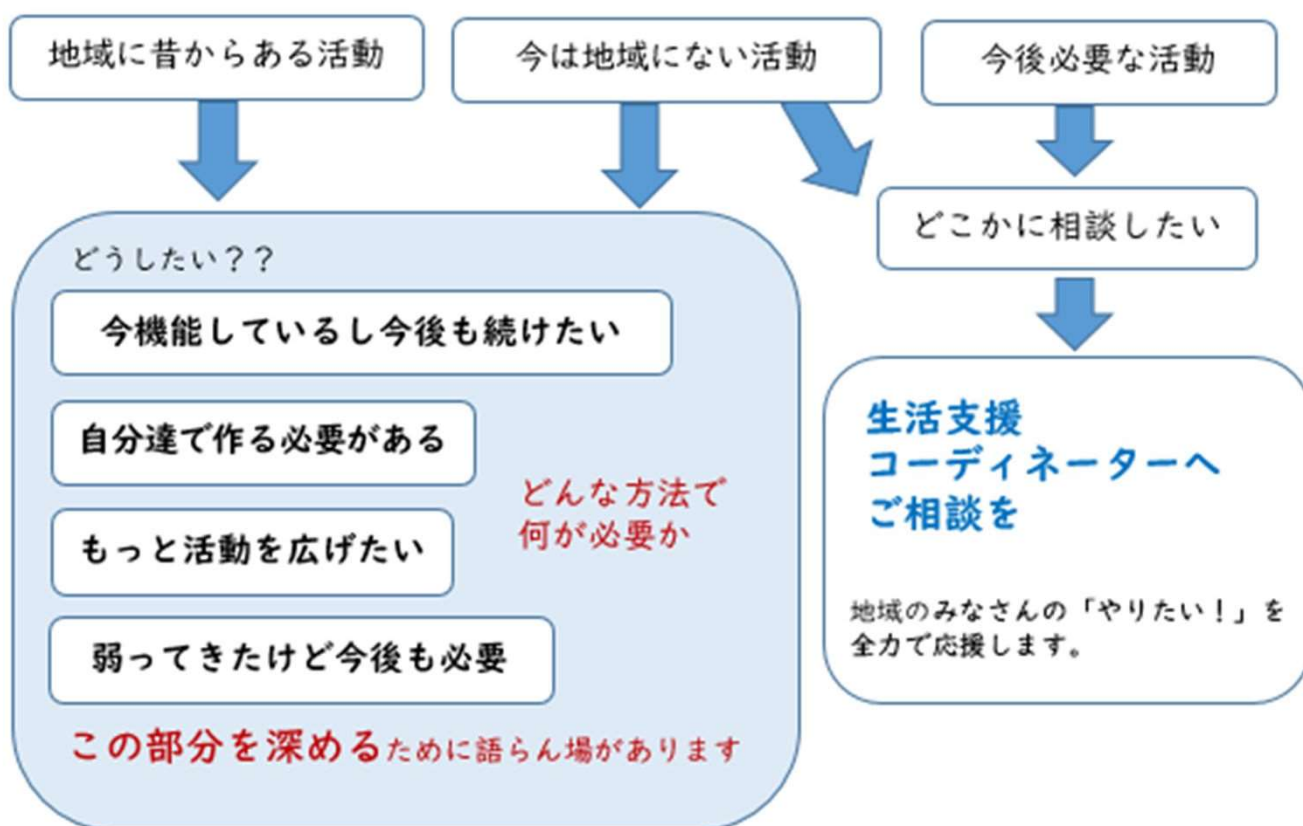 地域に昔からある活動
今は地域にない活動
今後必要な活動
どこかに相談したい
どうしたい？？
今機能しているし今後も続けたい
自分達で作る必要がある
もっと活動を広げたい
弱ってきたけど今後も必要
どんな方法で
何が必要か
この部分を深めるために語らん場があります
生活支援
コーディネーターへ
ご相談を
地域のみなさんの「やりたい！」を
全力で応援します。